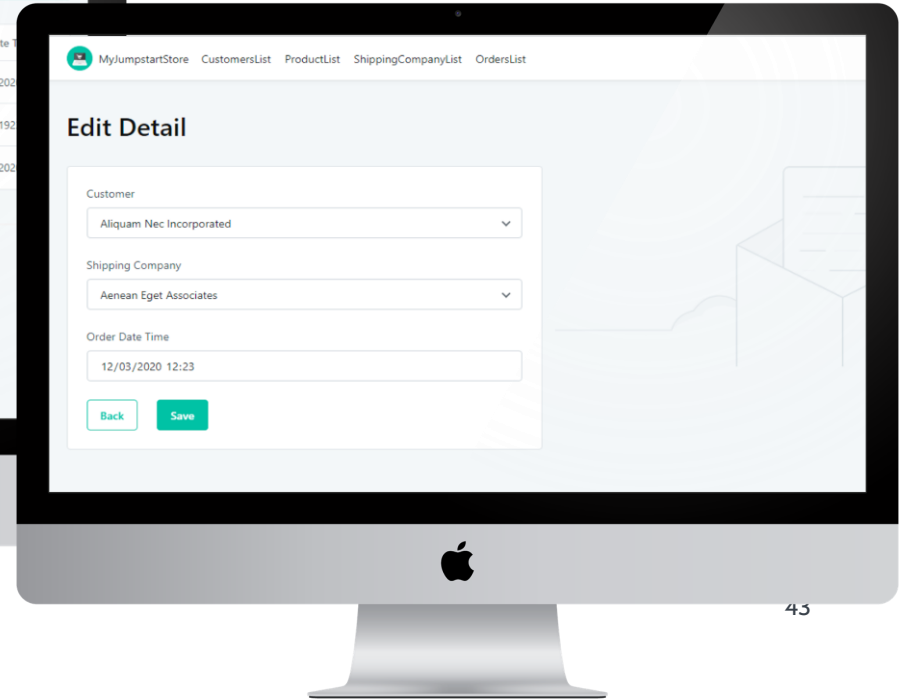 MyJumpstartStore CustomersList ProductList ShippingCompanyList OrdersList
Edit Detail
Customer
Aliquam Nec Incorporated
Shipping Company
Aenean Eget Associates
Order Date Time
12/03/2020 12:23
Back Save
43